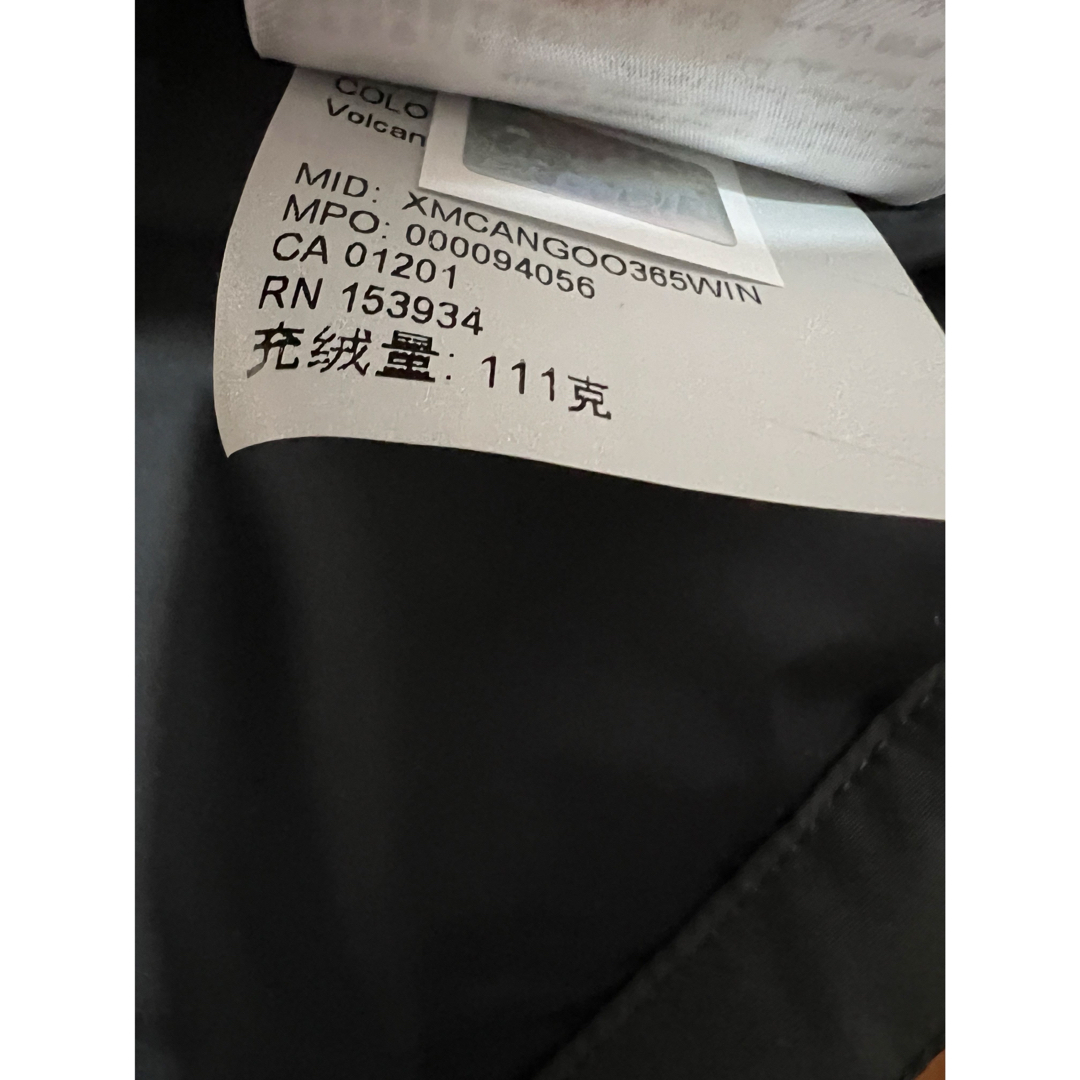 COLO
Volcan
MID: XMCANGOO365WIN
MPO: 000094056
CA 01201
RN 153934
充绒量: 111克